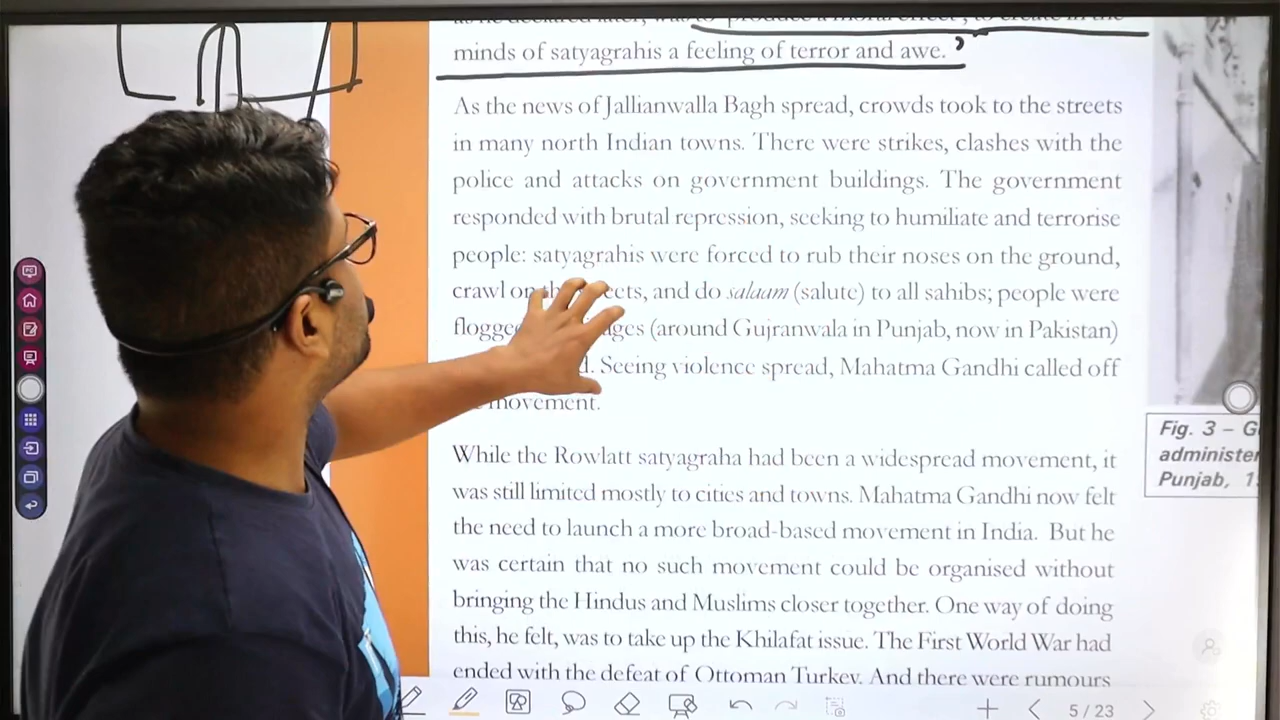 minds of satyagrahis a feeling of terror and awe.’
As the news of Jallianwalla Bagh spread, crowds took to the streets
in many north Indian towns. There were strikes, clashes with the
police and attacks on government buildings. The government
responded with brutal repression, seeking to humiliate and terrorise
people: satyagrahis were forced to rub their noses on the ground,
crawl on and do salaam (salute) to all sahibs; people were
(around Gujranwala in Punjab, now in Pakistan)
Seeing violence spread, Mahatma Gandhi called off
movement.
While the Rowlatt satyagraha had been a widespread movement, it
was still limited mostly to cities and towns. Mahatma Gandhi now felt
the need to launch a more broad-based movement in India. But he
was certain that no such movement could be organised without
bringing the Hindus and Muslims closer together. One way of doing
this, he felt, was to take up the Khilafat issue. The First World War had
ended with the defeat of Ottoman Turkey. And there were rumours
Fig. 3 – G
administer
Punjab, 1
5 / 23